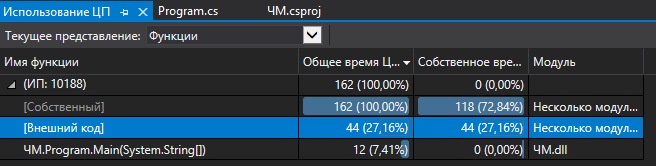 Использование ЦП Program.cs ЧМ.csproj
Текущее представление: Функции
Имя функции Общее время Ц... Собственное вре... Модуль
(ИП: 10188) 162 (100,00%) 0 (0,00%)
[Собственный] 162 (100,00%) 118 (72,84%) Несколько модул...
[Внешний код] 44 (27,16%) 44 (27,16%) Несколько модул...
ЧМ.Program.Main(System.String[]) 12 (7,41%) 0 (0,00%) ЧМ.dll